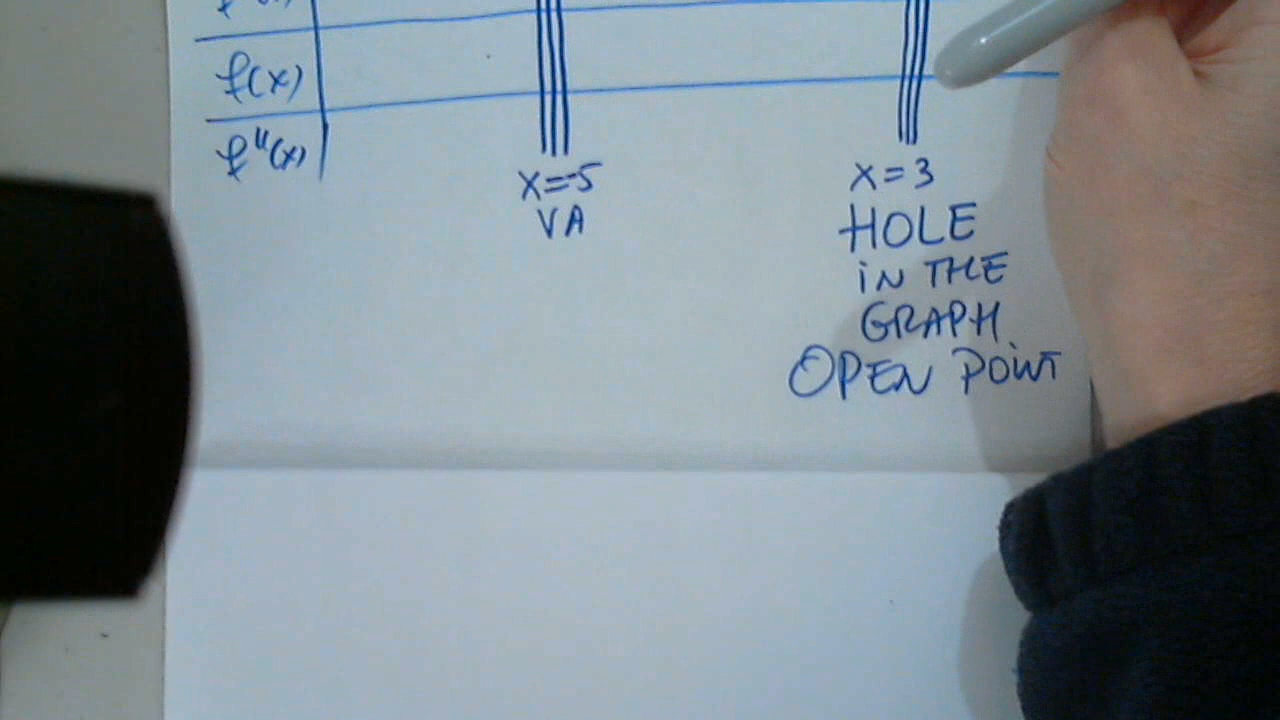 f(x)
f"(x)
x=-5
VA
x=3
HOLE
iN THE
GRAPH
OPEN POiNT